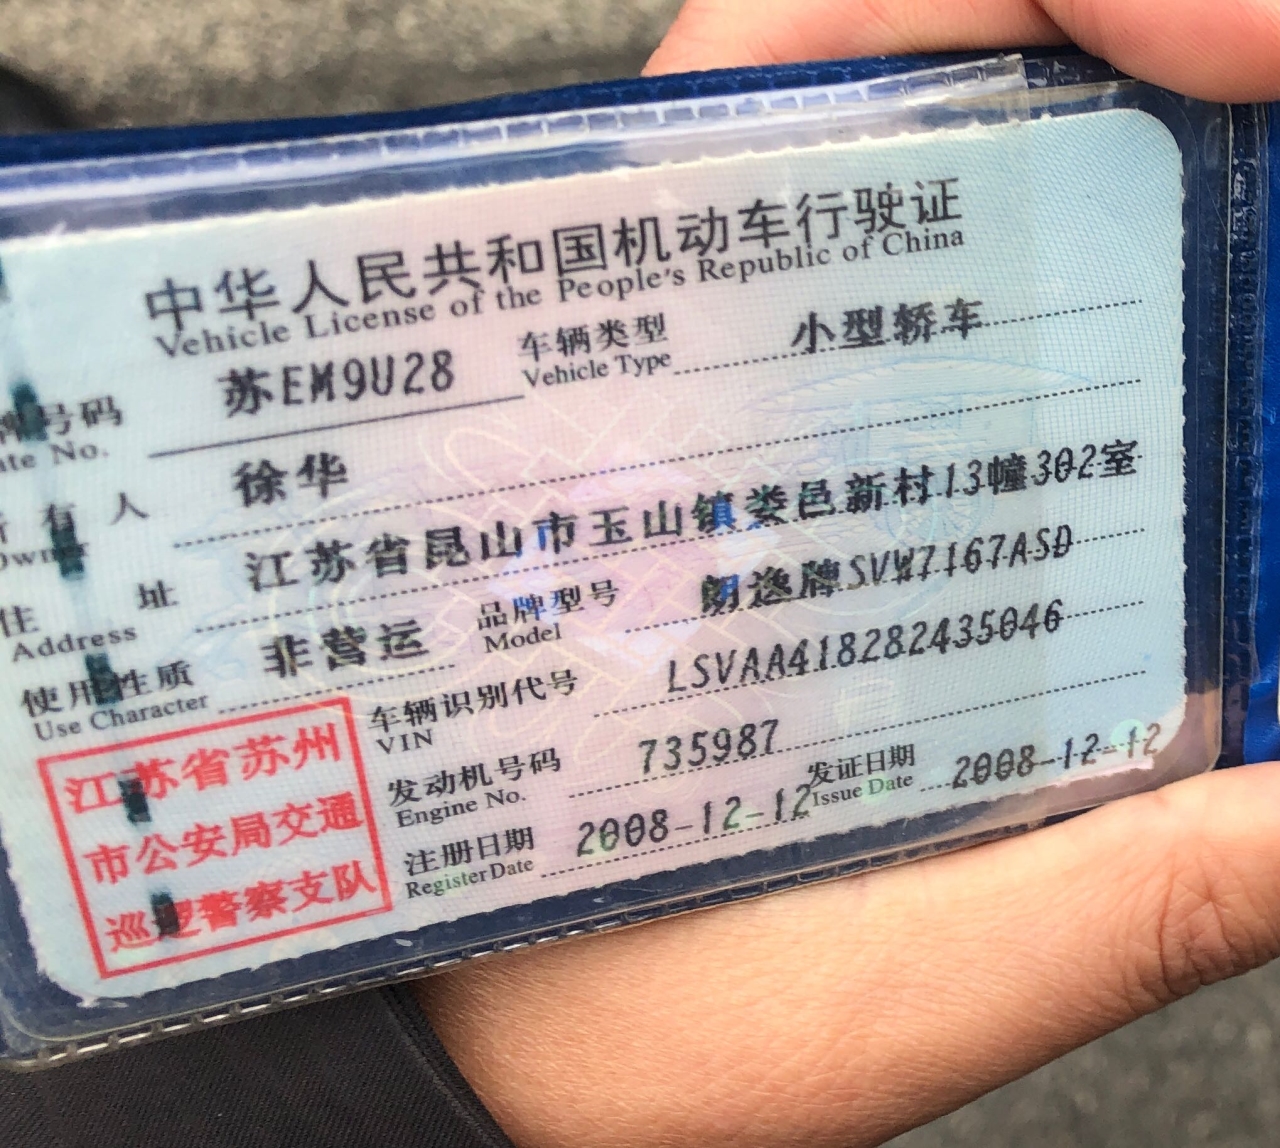 中华人民共和国机动车行驶证
Vehicle License of the People's Republic of China
号码 苏EM9U28 车辆类型 小型轿车
ate No. Vehicle Type
有人 徐华
Owner
住址 江苏省昆山市玉山镇娄邑新村13幢302室
Address
使用性质 非营运 品牌型号 朗逸牌SVW7167ASD
Use Character Model
车辆识别代号 LSVAA418282435046
VIN
发动机号码 735987 发证日期 2008-12-12
Engine No. Issue Date
注册日期 2008-12-12
Register Date
江苏省苏州
市公安局交通
巡逻警察支队